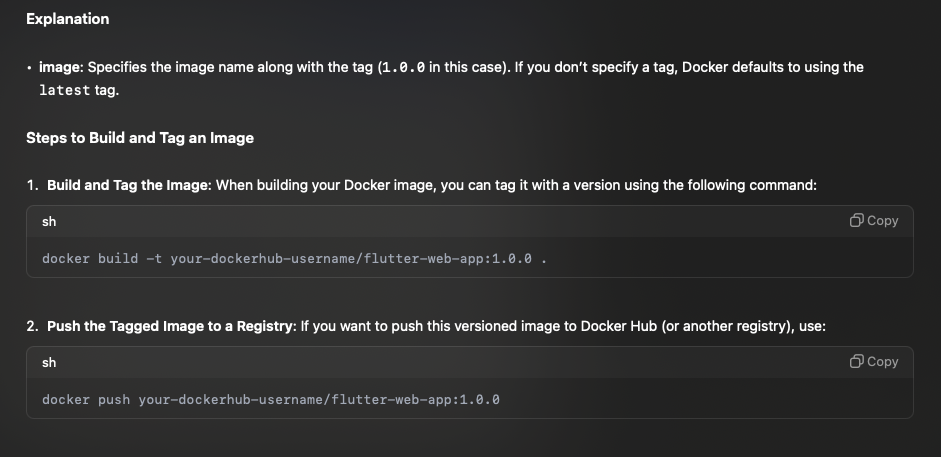 Explanation
• image: Specifies the image name along with the tag (1.0.0 in this case). If you don’t specify a tag, Docker defaults to using the
latest tag.
Steps to Build and Tag an Image
1. Build and Tag the Image: When building your Docker image, you can tag it with a version using the following command:
sh Copy
docker build -t your-dockerhub-username/flutter-web-app:1.0.0 .
2. Push the Tagged Image to a Registry: If you want to push this versioned image to Docker Hub (or another registry), use:
sh Copy
docker push your-dockerhub-username/flutter-web-app:1.0.0